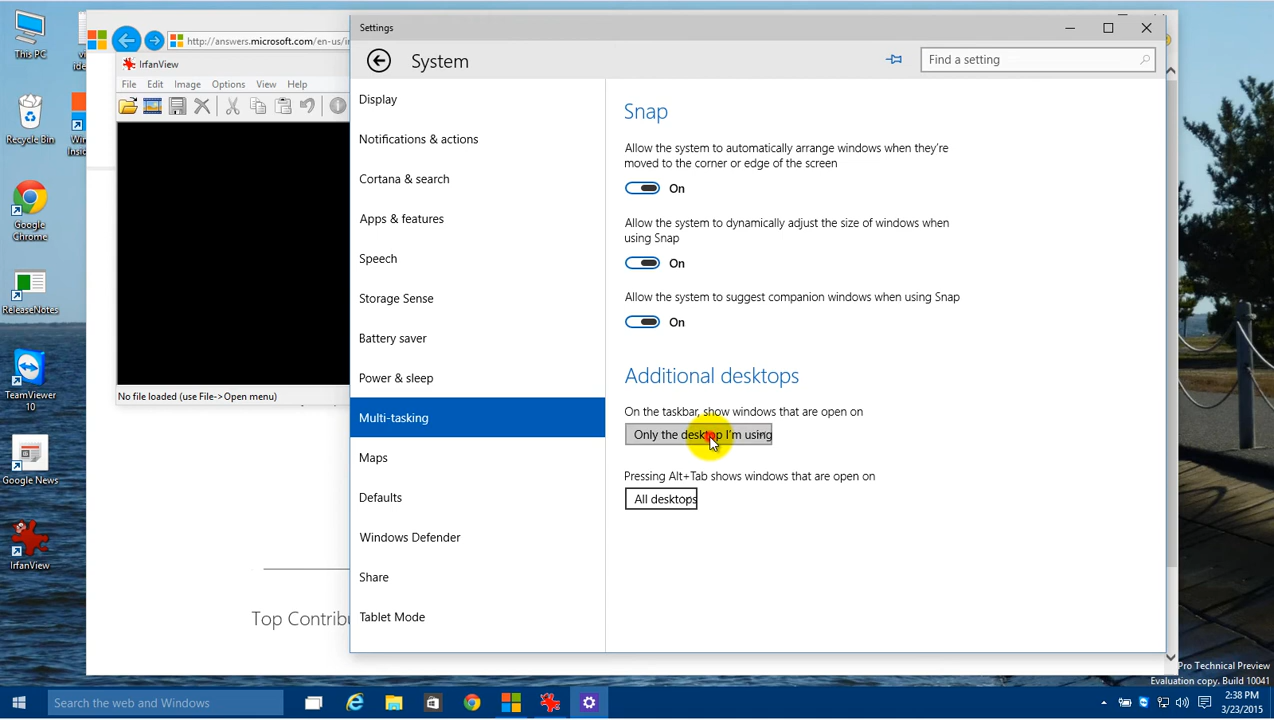 This PC
Recycle Bin
Google
Chrome
ReleaseNotes
TeamViewer
10
Google News
IrfanView
http://answers.microsoft.com/en-us/in
IrfanView
File Edit Image Options View Help
No file loaded (use File->Open menu)
Top Contribu
Settings
System
Find a setting
Display
Notifications & actions
Cortana & search
Apps & features
Speech
Storage Sense
Battery saver
Power & sleep
Multi-tasking
Maps
Defaults
Windows Defender
Share
Tablet Mode
Snap
Allow the system to automatically arrange windows when they're
moved to the corner or edge of the screen
On
Allow the system to dynamically adjust the size of windows when
using Snap
On
Allow the system to suggest companion windows when using Snap
On
Additional desktops
On the taskbar, show windows that are open on
Only the desktop I'm using
Pressing Alt+Tab shows windows that are open on
All desktops
Pro Technical Preview
Evaluation copy. Build 10041
Search the web and Windows
2:38 PM
3/23/2015